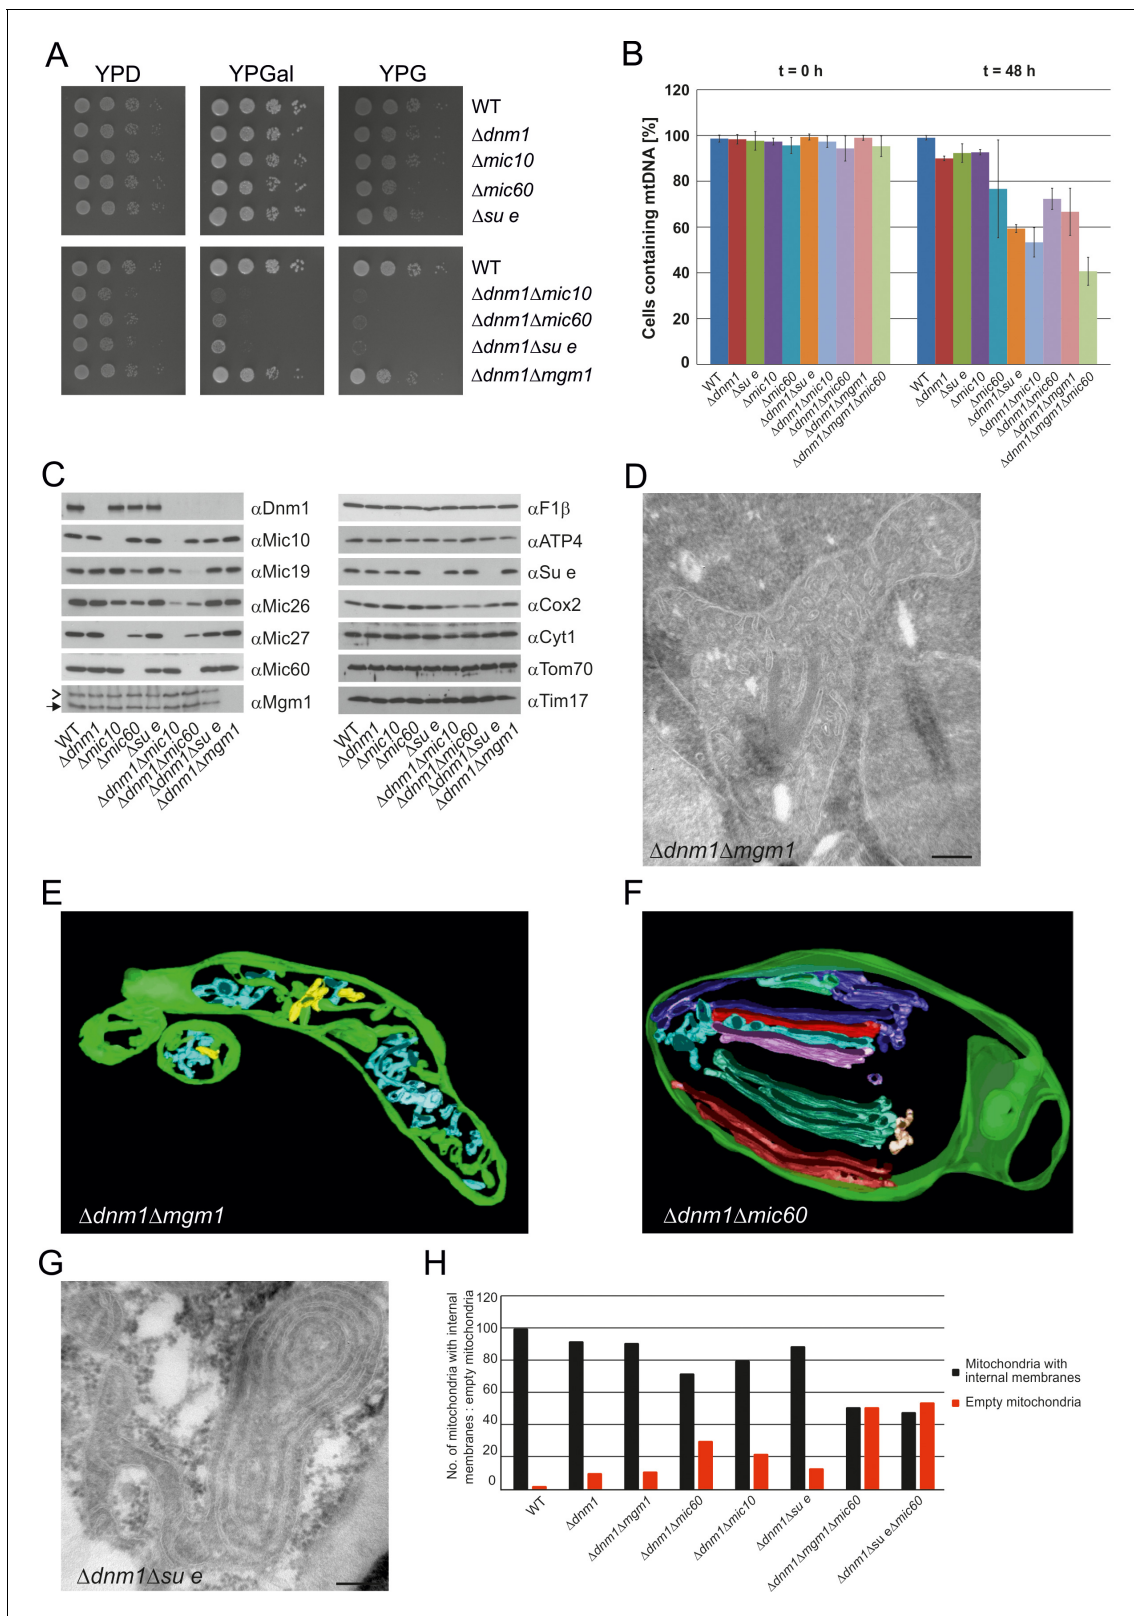 A
YPD
YPGal
YPG
WT
Δdnm1
Δmic10
Δmic60
Δsu e
WT
Δdnm1Δmic10
Δdnm1Δmic60
Δdnm1Δsu e
Δdnm1Δmgm1
B
t = 0 h
t = 48 h
Cells containing mtDNA [%]
120
100
80
60
40
20
0
WT
Δdnm1
Δsu e
Δmic10
Δmic60
Δdnm1Δsu e
Δdnm1Δmic10
Δdnm1Δmic60
Δdnm1Δmgm1
Δdnm1Δmgm1Δmic60
WT
Δdnm1
Δsu e
Δmic10
Δmic60
Δdnm1Δsu e
Δdnm1Δmic10
Δdnm1Δmic60
Δdnm1Δmgm1
Δdnm1Δmgm1Δmic60
C
αDnm1
αMic10
αMic19
αMic26
αMic27
αMic60
αMgm1
WT
Δdnm1
Δmic10
Δmic60
Δsu e
Δdnm1Δmic10
Δdnm1Δmic60
Δdnm1Δsu e
Δdnm1Δmgm1
αF1β
αATP4
αSu e
αCox2
αCyt1
αTom70
αTim17
WT
Δdnm1
Δmic10
Δmic60
Δsu e
Δdnm1Δmic10
Δdnm1Δmic60
Δdnm1Δsu e
Δdnm1Δmgm1
D
Δdnm1Δmgm1
E
Δdnm1Δmgm1
F
Δdnm1Δmic60
G
Δdnm1Δsu e
H
No. of mitochondria with internal
membranes : empty mitochondria
120
100
80
60
40
20
0
WT
Δdnm1
Δdnm1Δmgm1
Δdnm1Δmic60
Δdnm1Δmic10
Δdnm1Δsu e
Δdnm1Δmgm1Δmic60
Δdnm1Δsu eΔmic60
Mitochondria with
internal membranes
Empty mitochondria